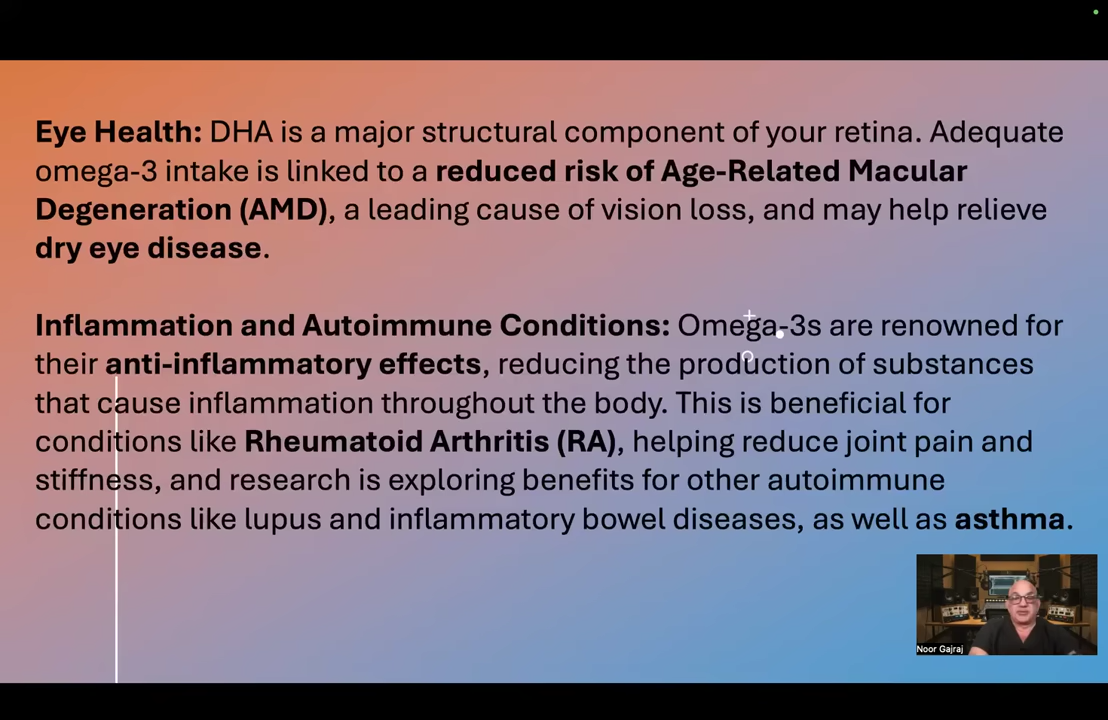 Eye Health: DHA is a major structural component of your retina. Adequate
omega-3 intake is linked to a reduced risk of Age-Related Macular
Degeneration (AMD), a leading cause of vision loss, and may help relieve
dry eye disease.
Inflammation and Autoimmune Conditions: Omega-3s are renowned for
their anti-inflammatory effects, reducing the production of substances
that cause inflammation throughout the body. This is beneficial for
conditions like Rheumatoid Arthritis (RA), helping reduce joint pain and
stiffness, and research is exploring benefits for other autoimmune
conditions like lupus and inflammatory bowel diseases, as well as asthma.
Noor Gajraj